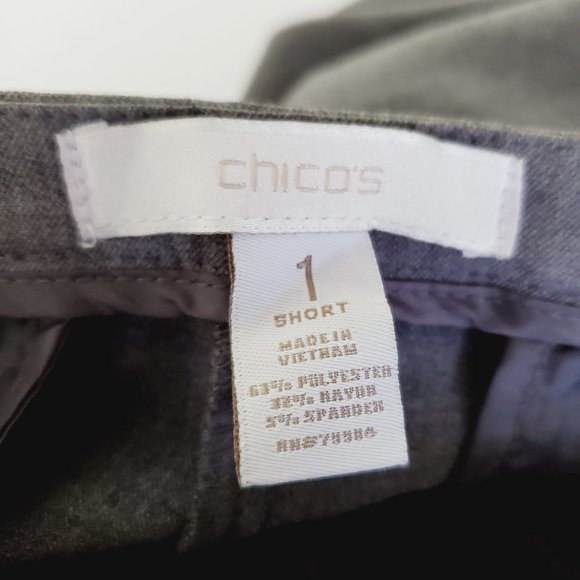 chico's
1
SHORT
MADE IN
VIETNAM
63% POLYESTER
32% RAYON
5% SPANDEX